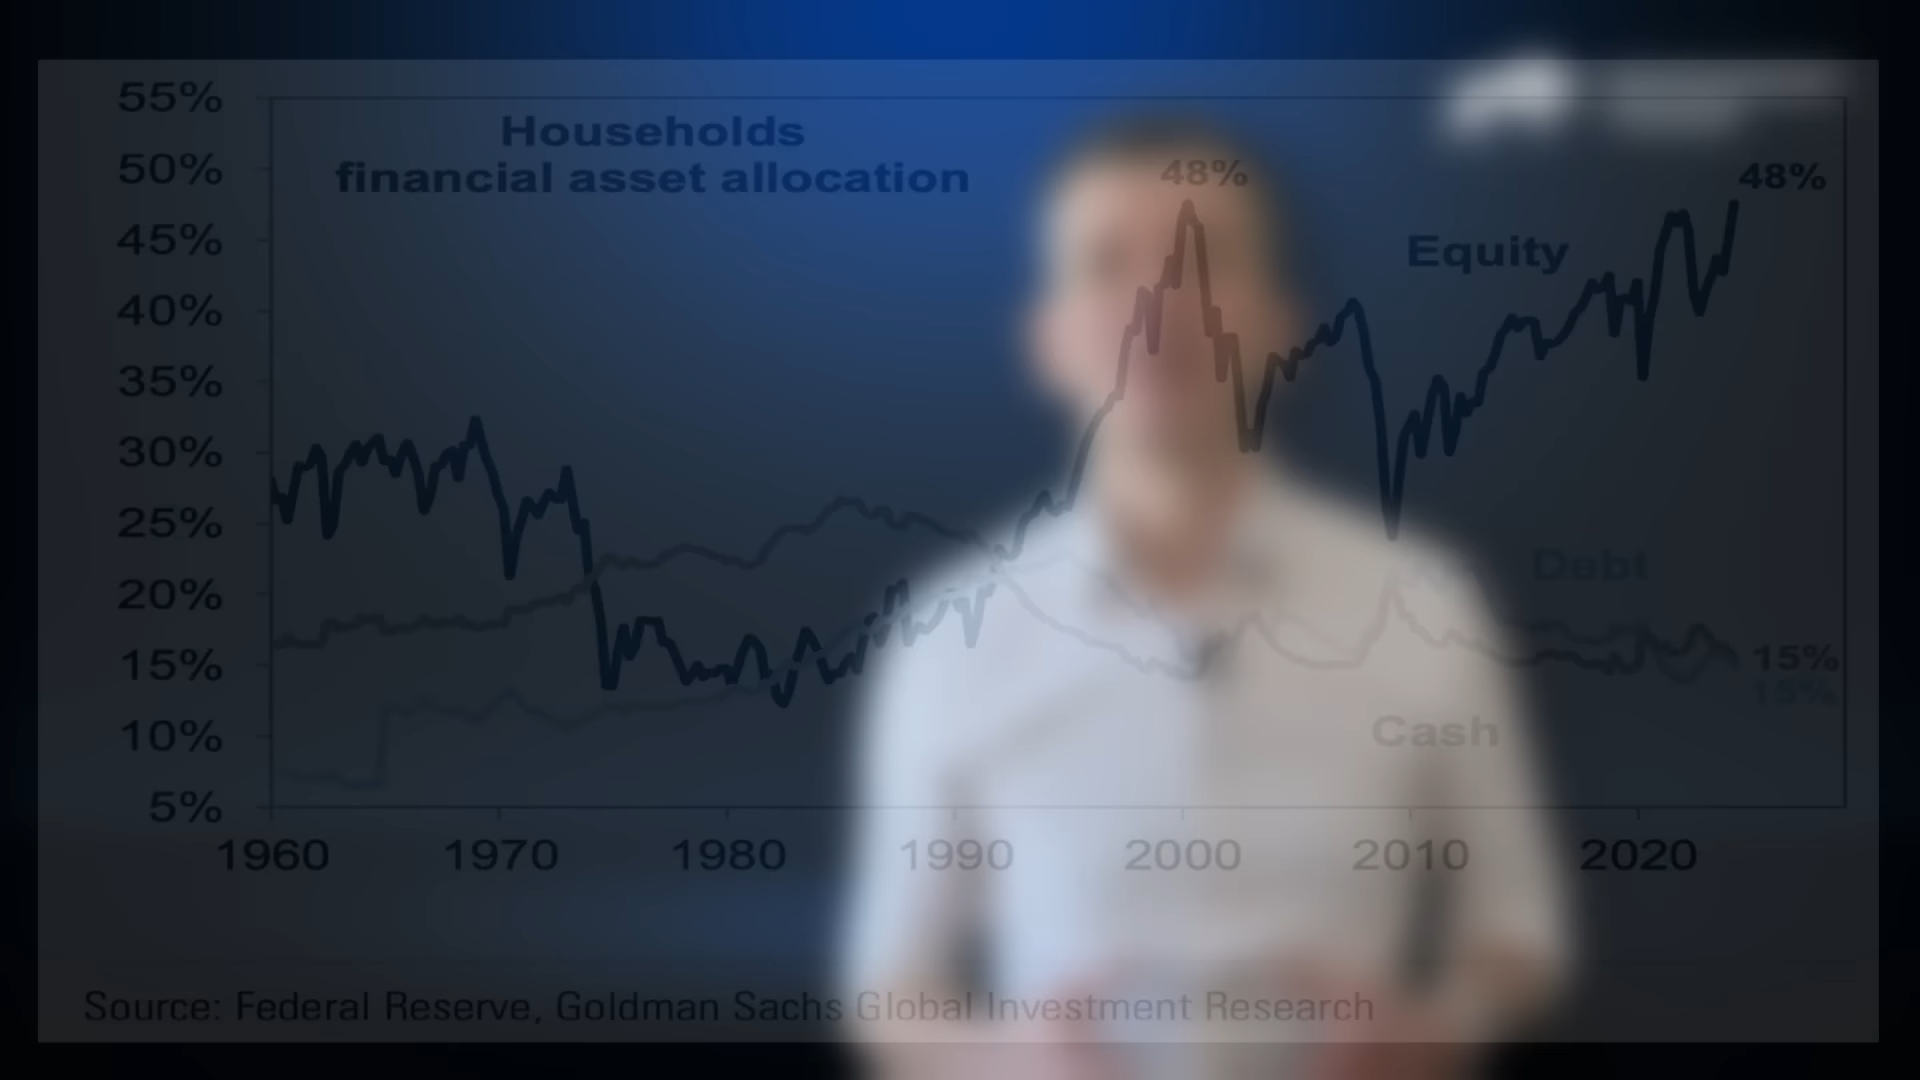 55%
Households
financial asset allocation
48%
48%
50%
45%
Equity
40%
35%
30%
25%
Debt
20%
15%
15%
15%
Cash
10%
5%
1960 1970 1980 1990 2000 2010 2020
Source: Federal Reserve, Goldman Sachs Global Investment Research